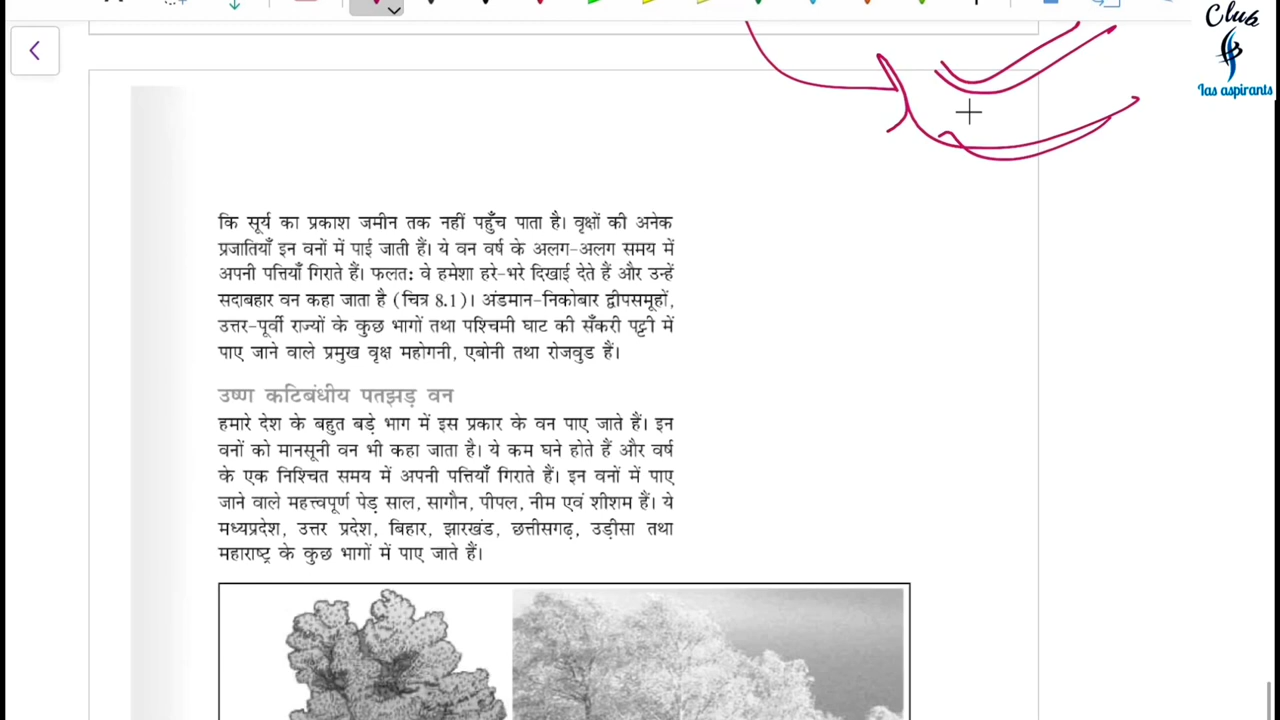 Club
Ias aspirants
कि सूर्य का प्रकाश जमीन तक नहीं पहुँच पाता है। वृक्षों की अनेक
प्रजातियाँ इन वनों में पाई जाती हैं। ये वन वर्ष के अलग-अलग समय में
अपनी पत्तियाँ गिराते हैं। फलत: वे हमेशा हरे-भरे दिखाई देते हैं और उन्हें
सदाबहार वन कहा जाता है (चित्र 8.1)। अंडमान-निकोबार द्वीपसमूहों,
उत्तर-पूर्वी राज्यों के कुछ भागों तथा पश्चिमी घाट की सँकरी पट्टी में
पाए जाने वाले प्रमुख वृक्ष महोगनी, एबोनी तथा रोजवुड हैं।
उष्ण कटिबंधीय पतझड़ वन
हमारे देश के बहुत बड़े भाग में इस प्रकार के वन पाए जाते हैं। इन
वनों को मानसूनी वन भी कहा जाता है। ये कम घने होते हैं और वर्ष
के एक निश्चित समय में अपनी पत्तियाँ गिराते हैं। इन वनों में पाए
जाने वाले महत्त्वपूर्ण पेड़ साल, सागौन, पीपल, नीम एवं शीशम हैं। ये
मध्यप्रदेश, उत्तर प्रदेश, बिहार, झारखंड, छत्तीसगढ़, उड़ीसा तथा
महाराष्ट्र के कुछ भागों में पाए जाते हैं।